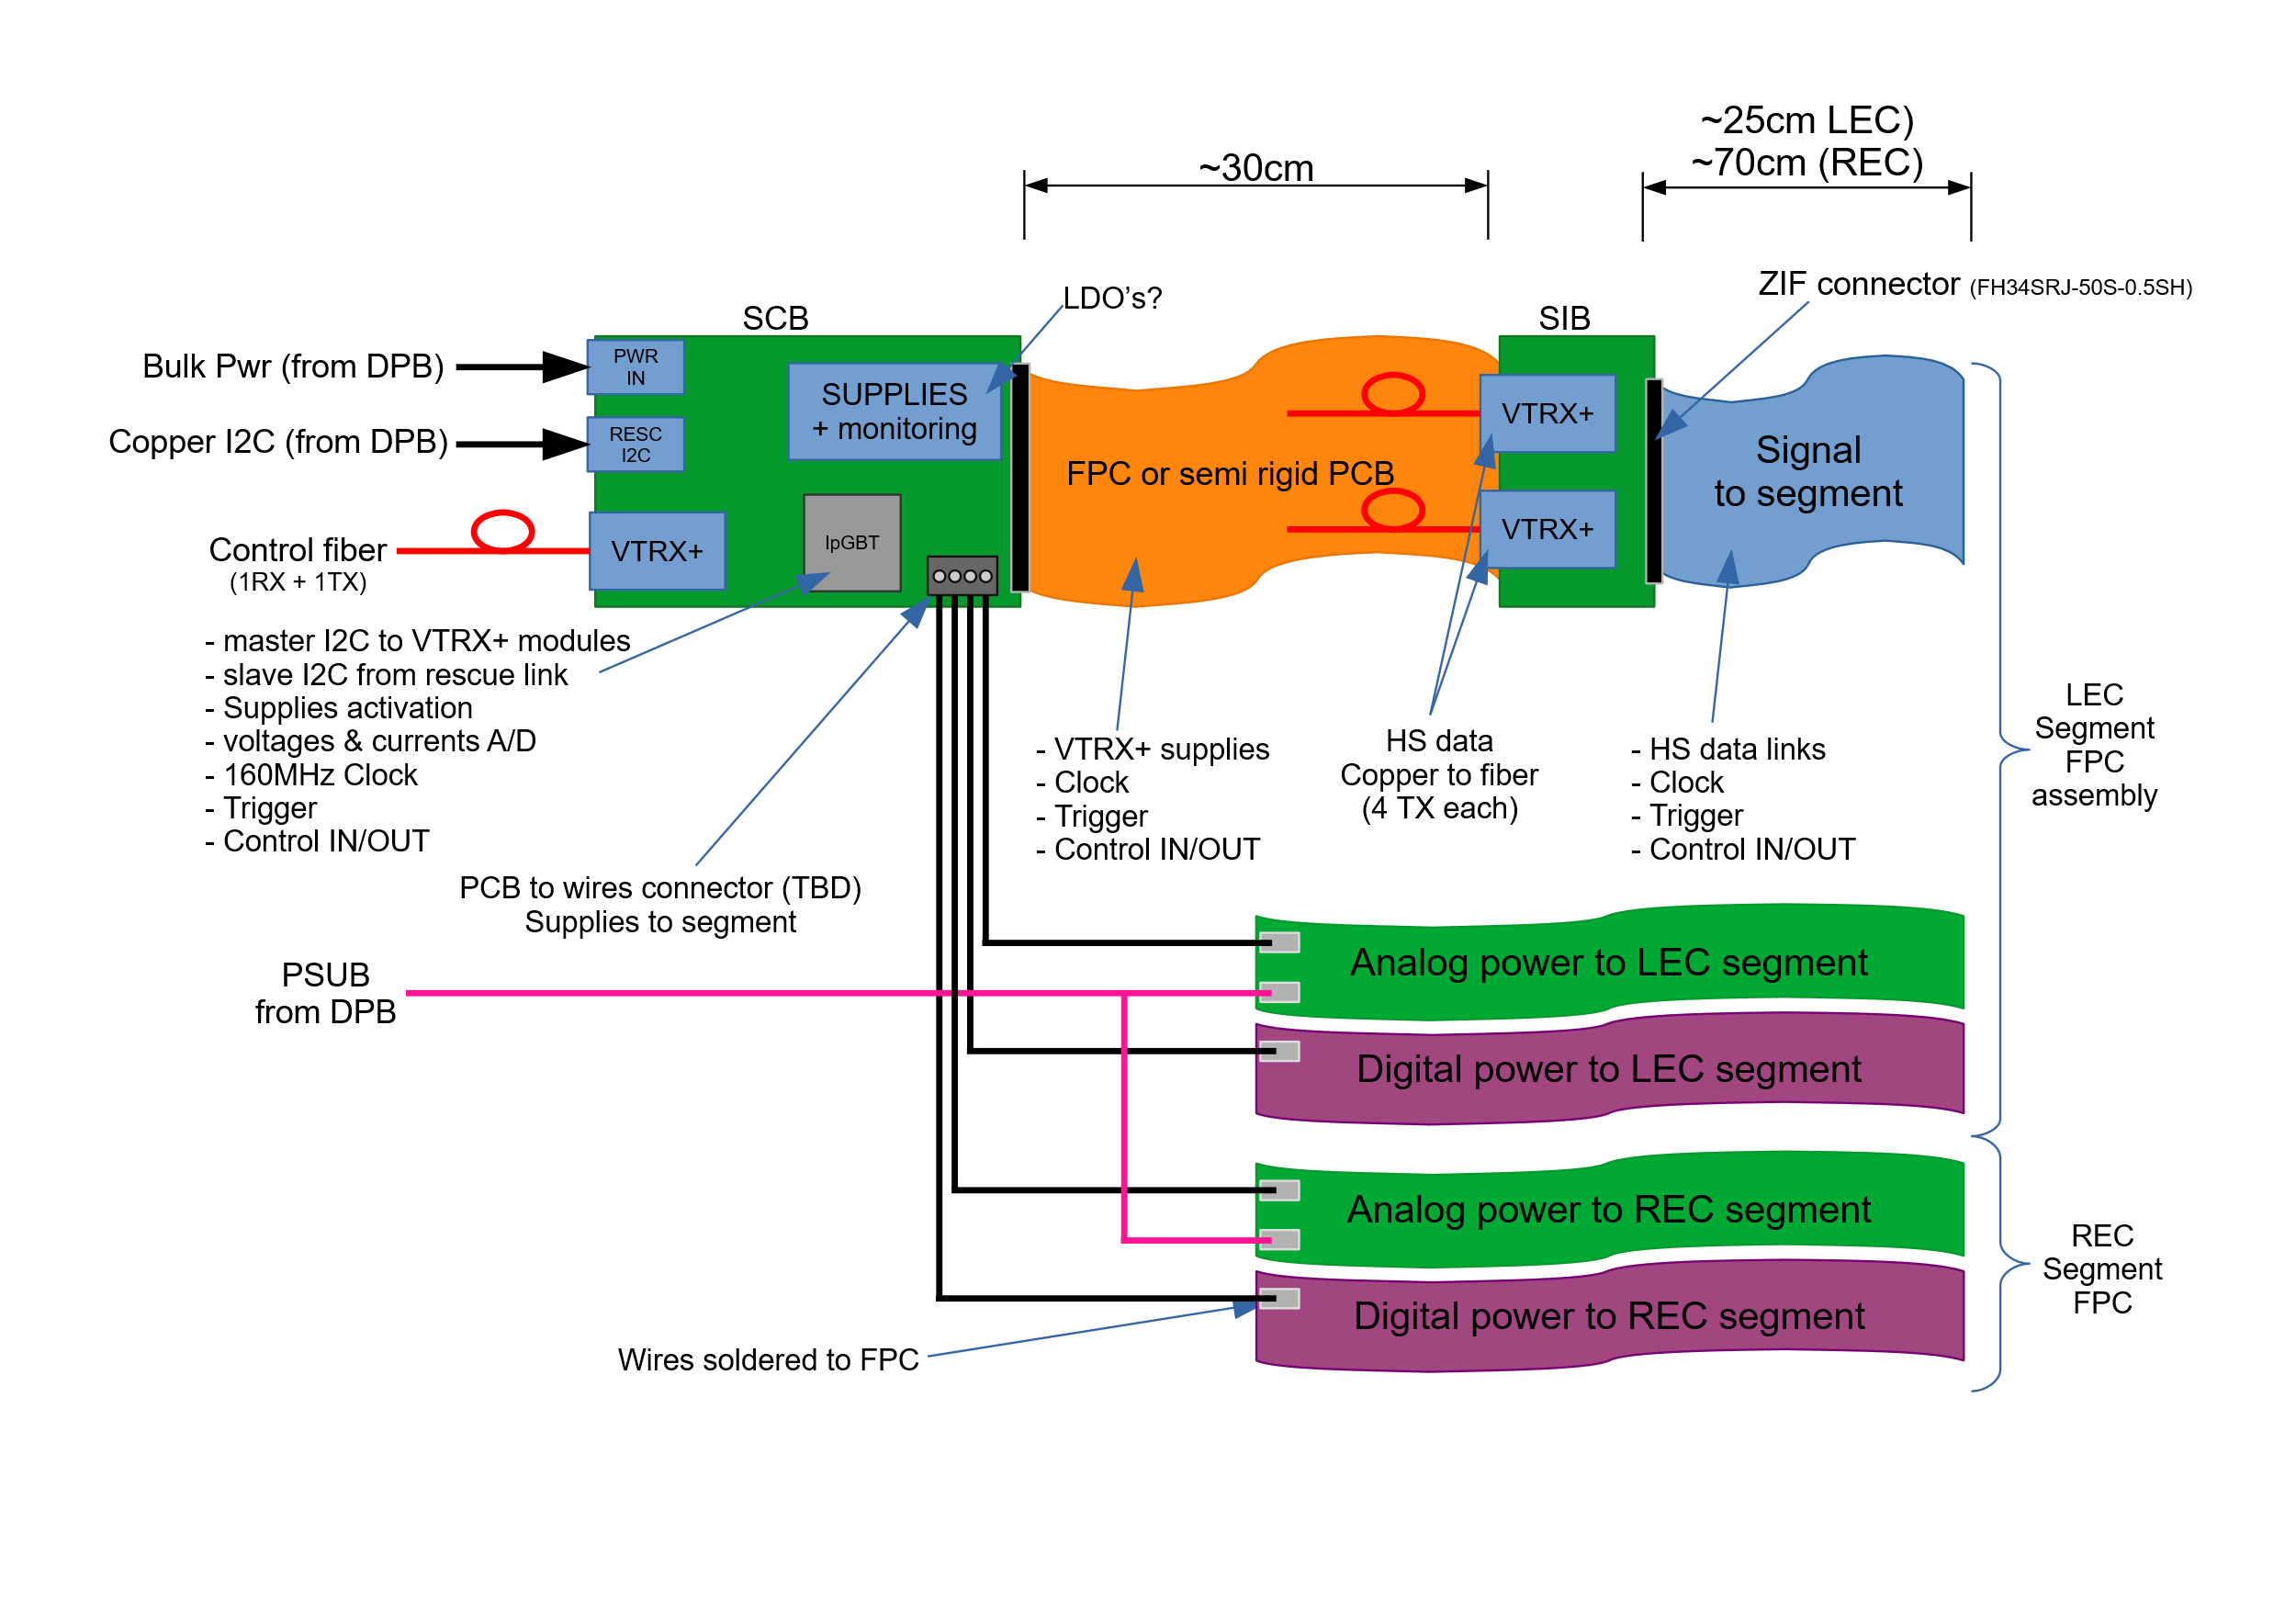 ~25cm LEC)
~70cm (REC)
~30cm
ZIF connector (FH34SRJ-50S-0.5SH)
LDO’s?
SCB
SIB
Bulk Pwr (from DPB)
PWR
IN
SUPPLIES
+ monitoring
VTRX+
Copper I2C (from DPB)
RESC
I2C
FPC or semi rigid PCB
Signal
to segment
VTRX+
Control fiber
(1RX + 1TX)
VTRX+
lpGBT
- master I2C to VTRX+ modules
- slave I2C from rescue link
- Supplies activation
- voltages & currents A/D
- 160MHz Clock
- Trigger
- Control IN/OUT
- VTRX+ supplies
- Clock
- Trigger
- Control IN/OUT
HS data
Copper to fiber
(4 TX each)
- HS data links
- Clock
- Trigger
- Control IN/OUT
LEC
Segment
FPC
assembly
PCB to wires connector (TBD)
Supplies to segment
PSUB
from DPB
Analog power to LEC segment
Digital power to LEC segment
Analog power to REC segment
Digital power to REC segment
REC
Segment
FPC
Wires soldered to FPC